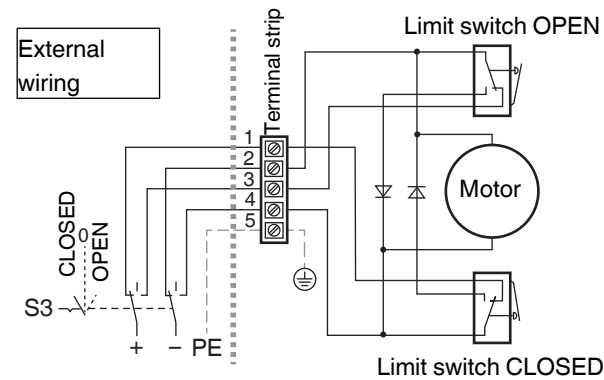 External
wiring
Terminal strip
Limit switch OPEN
1
2
3
4
5
Motor
CLOSED
0
OPEN
S3
+ – PE
Limit switch CLOSED